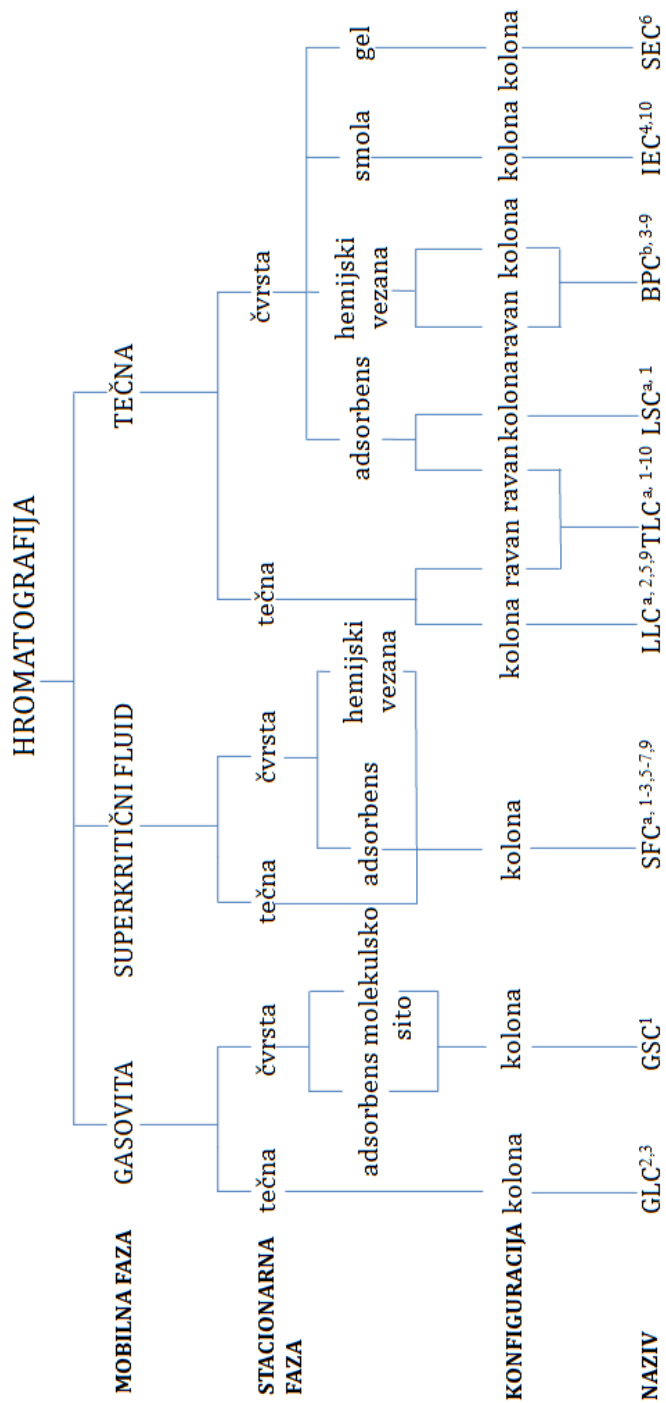 HROMATOGRAFIJA
MOBILNA FAZA GASOVITA SUPERKRITIČNI FLUID TEČNA
STACIONARNA tečna čvrsta tečna čvrsta tečna čvrsta
FAZA
adsorbens molekulsko adsorbens hemijski adsorbens hemijski smola gel
sito vezana vezana
KONFIGURACIJA kolona kolona kolona kolona ravan ravan kolona ravan kolona kolona kolona
NAZIV GLC2,3 GSC1 SFCa, 1-3,5-7,9 LLCa, 2,5,9 TLCa, 1-10 LSCa, 1 BPCb, 3-9 IEC4,10 SEC6